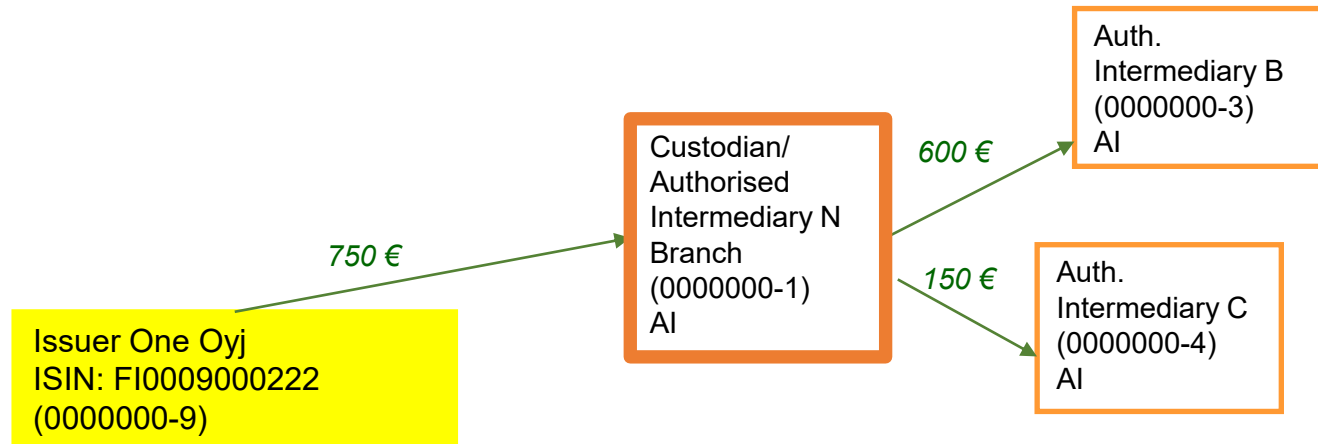 Issuer One Oyj
ISIN: FI0009000222
(0000000-9)
750 €
Custodian/
Authorised
Intermediary N
Branch
(0000000-1)
AI
600 €
Auth.
Intermediary B
(0000000-3)
AI
150 €
Auth.
Intermediary C
(0000000-4)
AI